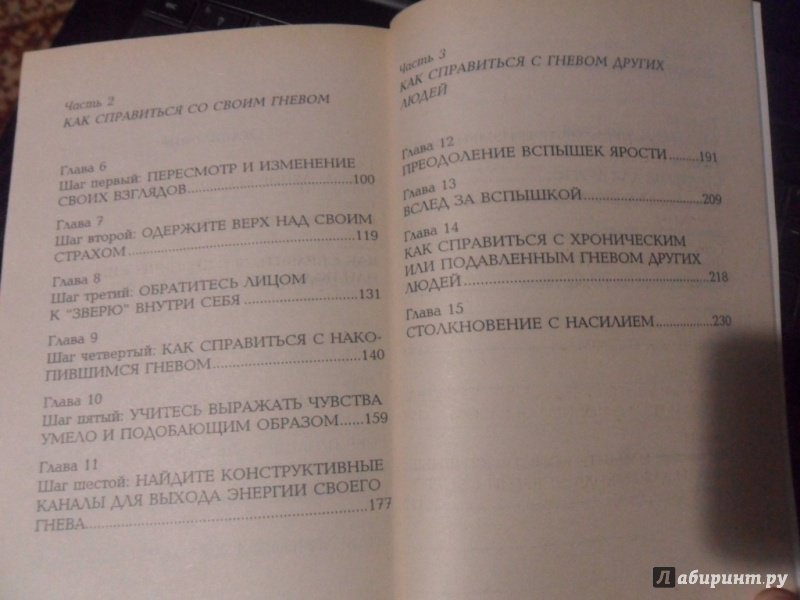 Часть 2
КАК СПРАВИТЬСЯ СО СВОИМ ГНЕВОМ
Глава 6
Шаг первый: ПЕРЕСМОТР И ИЗМЕНЕНИЕ
СВОИХ ВЗГЛЯДОВ....................100
Глава 7
Шаг второй: ОДЕРЖИТЕ ВЕРХ НАД СВОИМ
СТРАХОМ....................119
Глава 8
Шаг третий: ОБРАТИТЕСЬ ЛИЦОМ
К "ЗВЕРЮ" ВНУТРИ СЕБЯ....................131
Глава 9
Шаг четвертый: КАК СПРАВИТЬСЯ С НАКО-
ПИВШИМСЯ ГНЕВОМ....................140
Глава 10
Шаг пятый: УЧИТЕСЬ ВЫРАЖАТЬ ЧУВСТВА
УМЕЛО И ПОДОБАЮЩИМ ОБРАЗОМ......159
Глава 11
Шаг шестой: НАЙДИТЕ КОНСТРУКТИВНЫЕ
КАНАЛЫ ДЛЯ ВЫХОДА ЭНЕРГИИ СВОЕГО
ГНЕВА....................177
Часть 3
КАК СПРАВИТЬСЯ С ГНЕВОМ ДРУГИХ
ЛЮДЕЙ
Глава 12
ПРЕОДОЛЕНИЕ ВСПЫШЕК ЯРОСТИ........191
Глава 13
ВСЛЕД ЗА ВСПЫШКОЙ....................209
Глава 14
КАК СПРАВИТЬСЯ С ХРОНИЧЕСКИМ
ИЛИ ПОДАВЛЕННЫМ ГНЕВОМ ДРУГИХ
ЛЮДЕЙ....................218
Глава 15
СТОЛКНОВЕНИЕ С НАСИЛИЕМ..........230
Лабиринт.ру